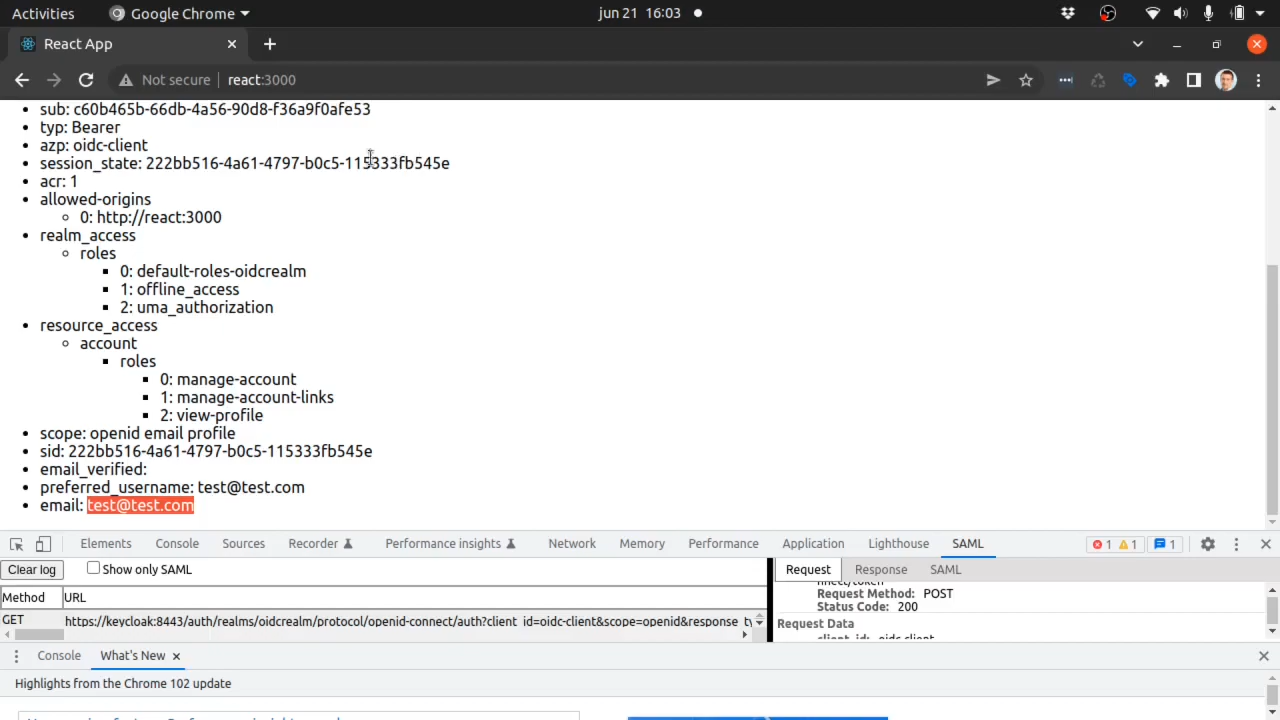 Activities Google Chrome jun 21 16:03
React App
Not secure react:3000
sub: c60b465b-66db-4a56-90d8-f36a9f0afe53
typ: Bearer
azp: oidc-client
session_state: 222bb516-4a61-4797-b0c5-115333fb545e
acr: 1
allowed-origins
0: http://react:3000
realm_access
roles
0: default-roles-oidcrealm
1: offline_access
2: uma_authorization
resource_access
account
roles
0: manage-account
1: manage-account-links
2: view-profile
scope: openid email profile
sid: 222bb516-4a61-4797-b0c5-115333fb545e
email_verified:
preferred_username: test@test.com
email: test@test.com
Elements Console Sources Recorder Performance insights Network Memory Performance Application Lighthouse SAML 1 1 1
Clear log Show only SAML
Method URL
GET https://keycloak:8443/auth/realms/oidcrealm/protocol/openid-connect/auth?client_id=oidc-client&scope=openid&response_ty
Request Response SAML
nnect/token
Request Method: POST
Status Code: 200
Request Data
client_id: oidc-client
Console What's New
Highlights from the Chrome 102 update